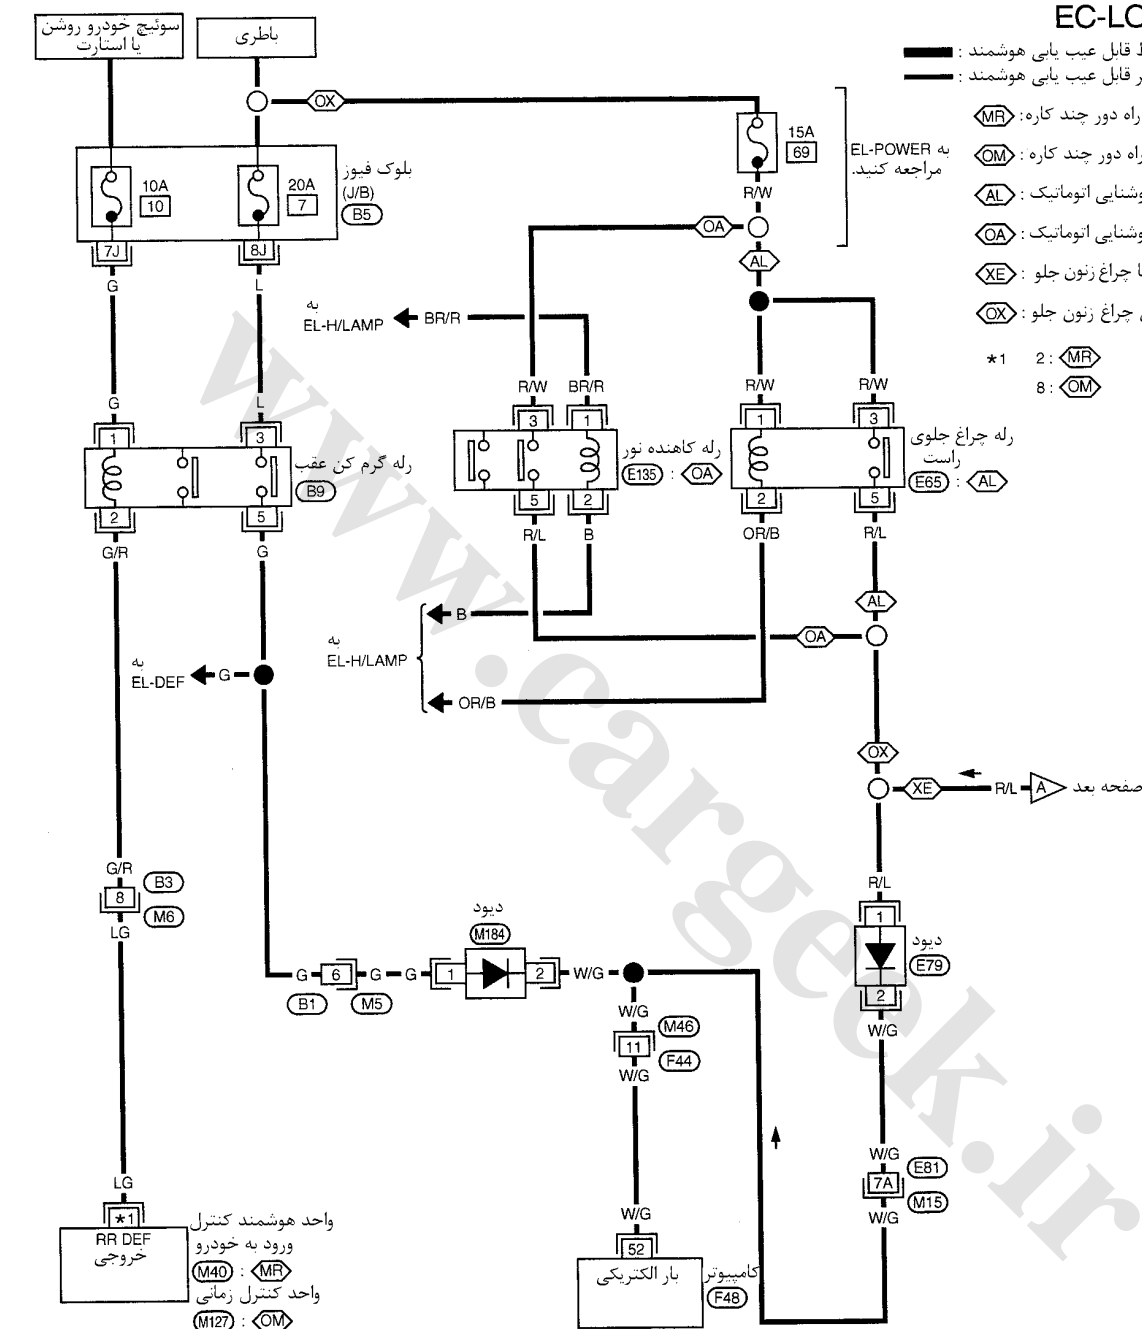 EC-LO
سوئیچ خودرو روشن
یا استارت
باطری
قابل عیب یابی هوشمند :
قابل عیب یابی هوشمند :
OX
راه دور چند کاره: MR
راه دور چند کاره : OM
اتوماتیک : AL
اتوماتیک : OA
چراغ زنون جلو : XE
چراغ زنون جلو : OX
*1 2 : MR
8 : OM
15A
69
به EL-POWER
مراجعه کنید.
R/W
OA
AL
بلوک فیوز
(J/B)
B5
10A
10
20A
7
7J
8J
G
L
به
EL-H/LAMP
BR/R
G
L
R/W
BR/R
R/W
R/W
1
3
3
1
1
3
رله گرم کن عقب
B9
رله کاهنده نور
E135 : OA
رله چراغ جلوی
راست
E65 : AL
2
5
5
2
2
5
G/R
G
R/L
B
OR/B
R/L
AL
B
OA
به
EL-H/LAMP
OR/B
به
EL-DEF
G
OX
XE
R/L
A
صفحه بعد
G/R
8
B3
M6
LG
R/L
1
دیود
E79
2
W/G
دیود
M184
G
6
G
G
1
2
W/G
B1
M5
W/G
11
M46
F44
W/G
W/G
7A
E81
M15
W/G
LG
*1
RR DEF
خروجی
واحد هوشمند کنترل
ورود به خودرو
M40 : MR
واحد کنترل زمانی
M127 : OM
W/G
52
بار الکتریکی
کامپیوتر
F48
www.cargeek.ir